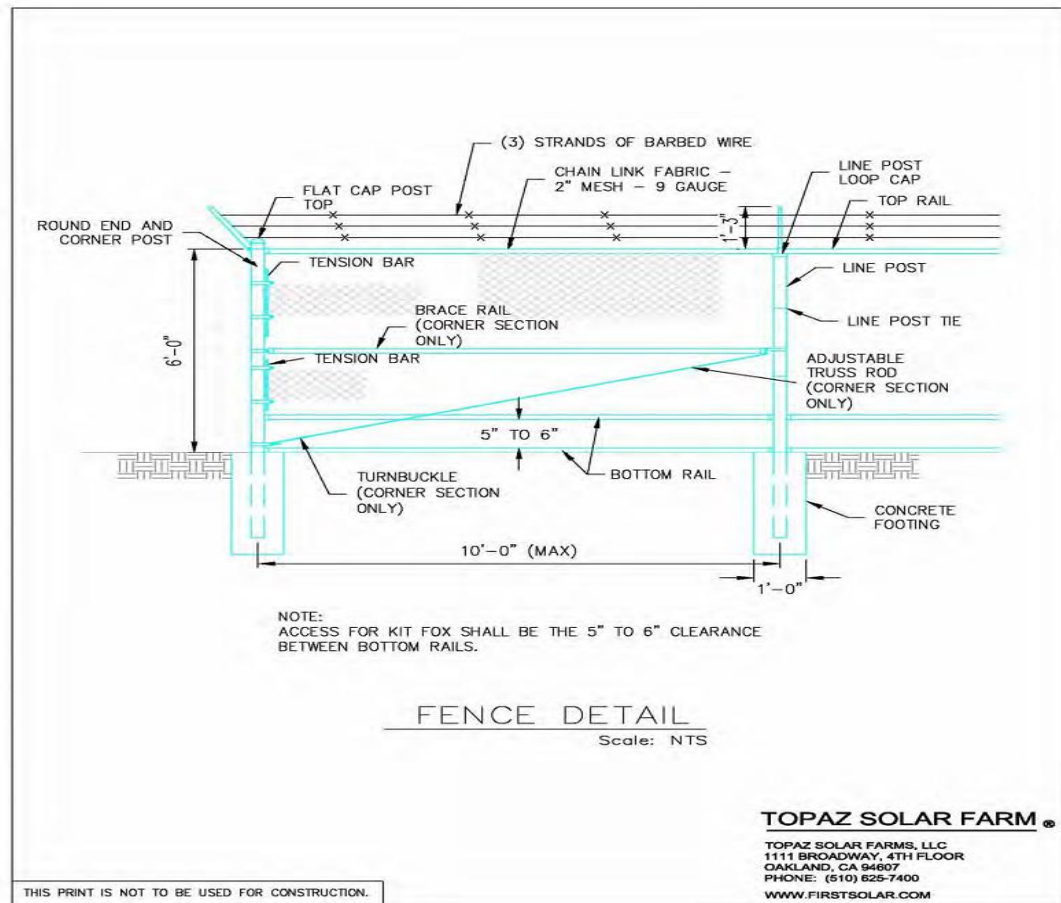 (3) STRANDS OF BARBED WIRE
CHAIN LINK FABRIC –
2" MESH – 9 GAUGE
LINE POST
LOOP CAP
FLAT CAP POST
TOP
TOP RAIL
ROUND END AND
CORNER POST
1'-3"
TENSION BAR
LINE POST
BRACE RAIL
(CORNER SECTION
ONLY)
LINE POST TIE
6'-0"
TENSION BAR
ADJUSTABLE
TRUSS ROD
(CORNER SECTION
ONLY)
5" TO 6"
TURNBUCKLE
(CORNER SECTION
ONLY)
BOTTOM RAIL
CONCRETE
FOOTING
10'-0" (MAX)
1'-0"
NOTE:
ACCESS FOR KIT FOX SHALL BE THE 5" TO 6" CLEARANCE
BETWEEN BOTTOM RAILS.
FENCE DETAIL
Scale: NTS
TOPAZ SOLAR FARM ®
TOPAZ SOLAR FARMS, LLC
1111 BROADWAY, 4TH FLOOR
OAKLAND, CA 94607
PHONE: (510) 625-7400
WWW.FIRSTSOLAR.COM
THIS PRINT IS NOT TO BE USED FOR CONSTRUCTION.